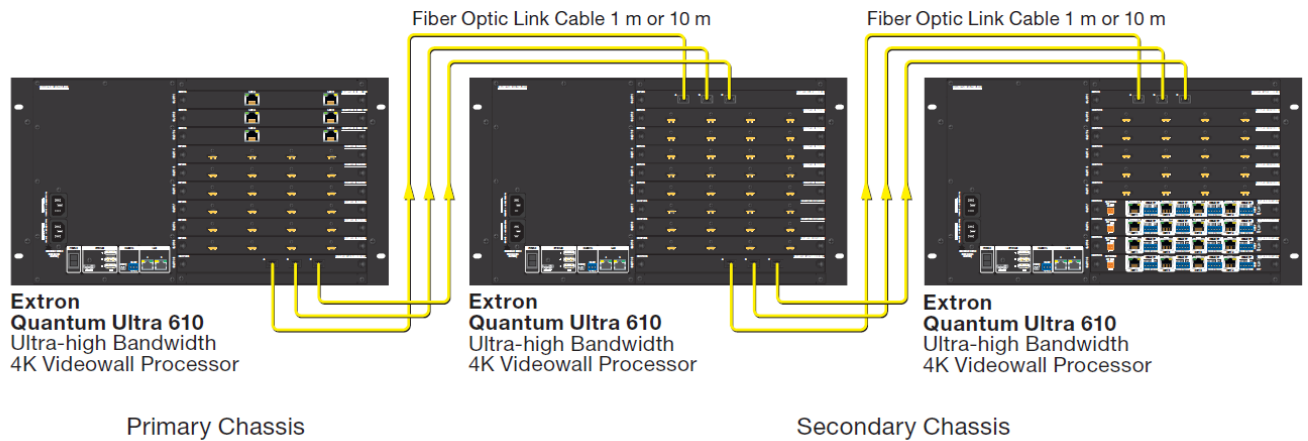 Fiber Optic Link Cable 1 m or 10 m
Fiber Optic Link Cable 1 m or 10 m
Extron
Quantum Ultra 610
Ultra-high Bandwidth
4K Videowall Processor
Extron
Quantum Ultra 610
Ultra-high Bandwidth
4K Videowall Processor
Extron
Quantum Ultra 610
Ultra-high Bandwidth
4K Videowall Processor
Primary Chassis
Secondary Chassis